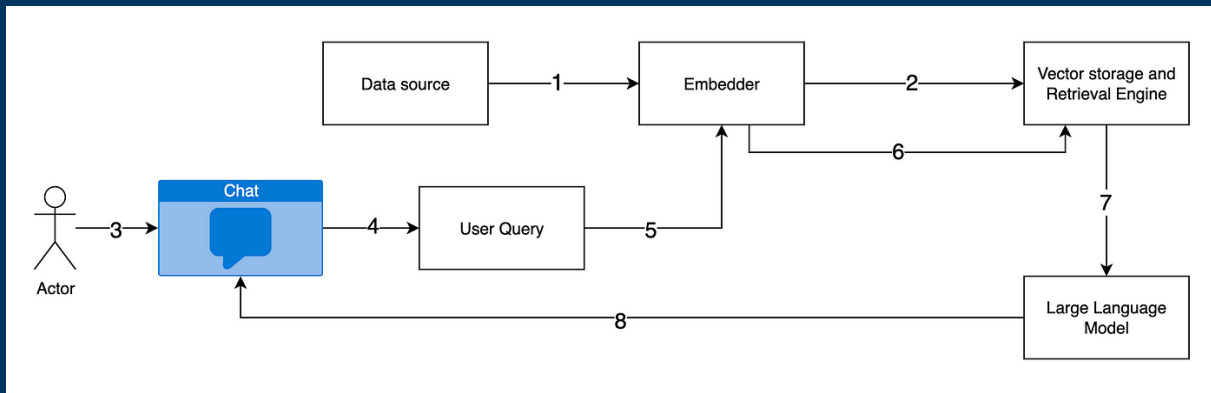 Data source
1
Embedder
2
Vector storage and
Retrieval Engine
6
Chat
3
4
User Query
5
7
Actor
Large Language
Model
8